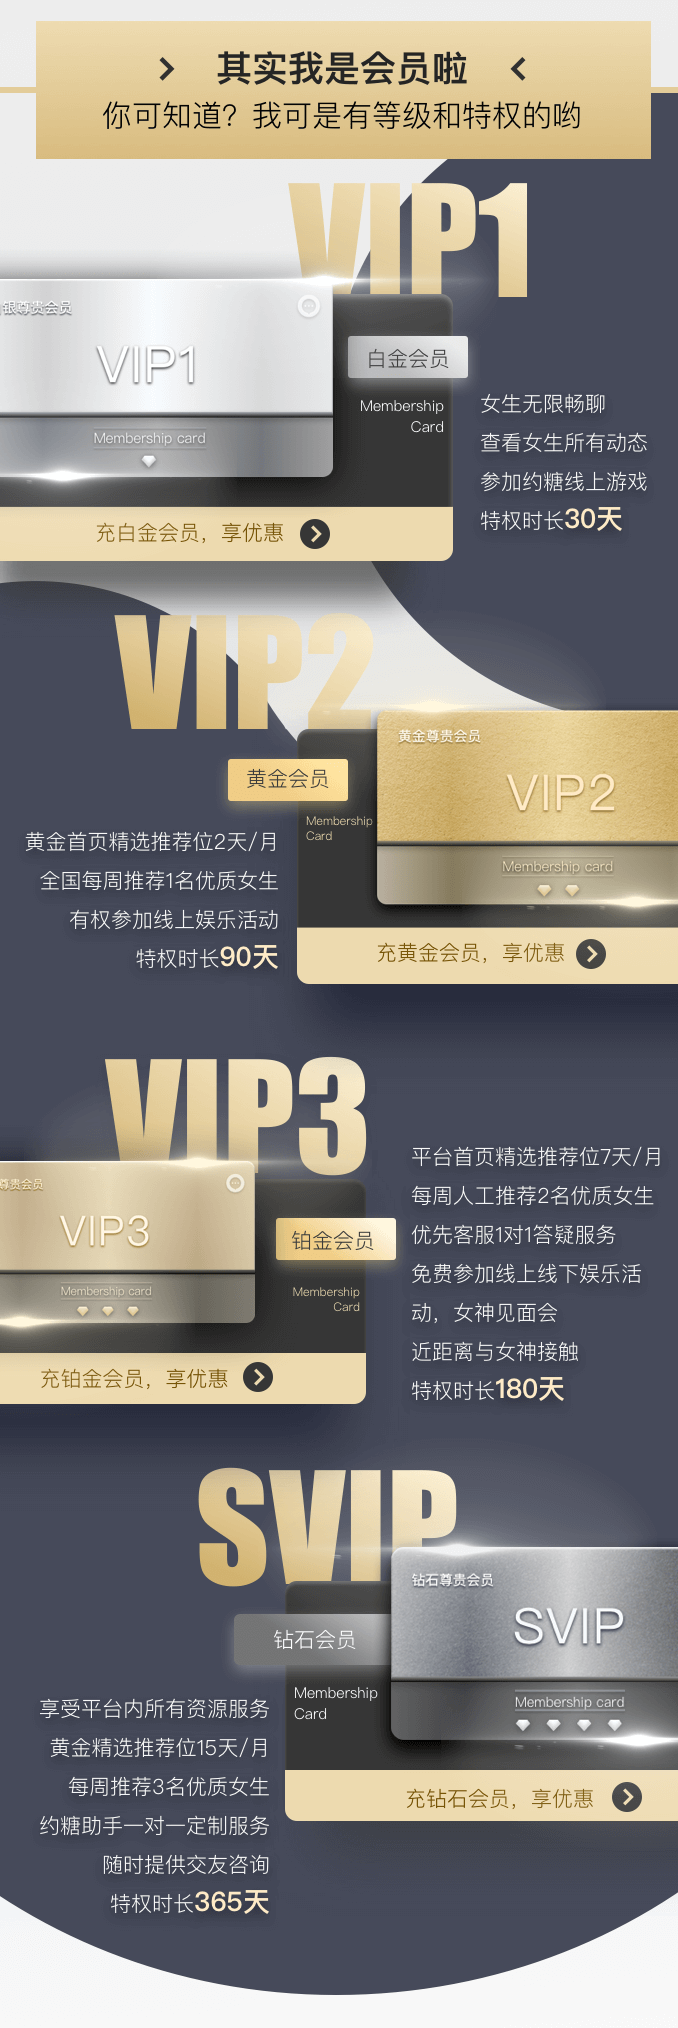 其实我是会员啦
你可知道？我可是有等级和特权的哟
VIP1
银尊贵会员
VIP1
Membership card
白金会员
Membership
Card
女生无限畅聊
查看女生所有动态
参加约糖线上游戏
特权时长30天
充白金会员，享优惠
VIP2
黄金尊贵会员
VIP2
Membership card
黄金会员
Membership
Card
黄金首页精选推荐位2天/月
全国每周推荐1名优质女生
有权参加线上娱乐活动
特权时长90天
充黄金会员，享优惠
VIP3
尊贵会员
VIP3
Membership card
铂金会员
Membership
Card
平台首页精选推荐位7天/月
每周人工推荐2名优质女生
优先客服1对1答疑服务
免费参加线上线下娱乐活
动，女神见面会
近距离与女神接触
特权时长180天
充铂金会员，享优惠
SVIP
钻石尊贵会员
SVIP
Membership card
钻石会员
Membership
Card
享受平台内所有资源服务
黄金精选推荐位15天/月
每周推荐3名优质女生
约糖助手一对一定制服务
随时提供交友咨询
特权时长365天
充钻石会员，享优惠